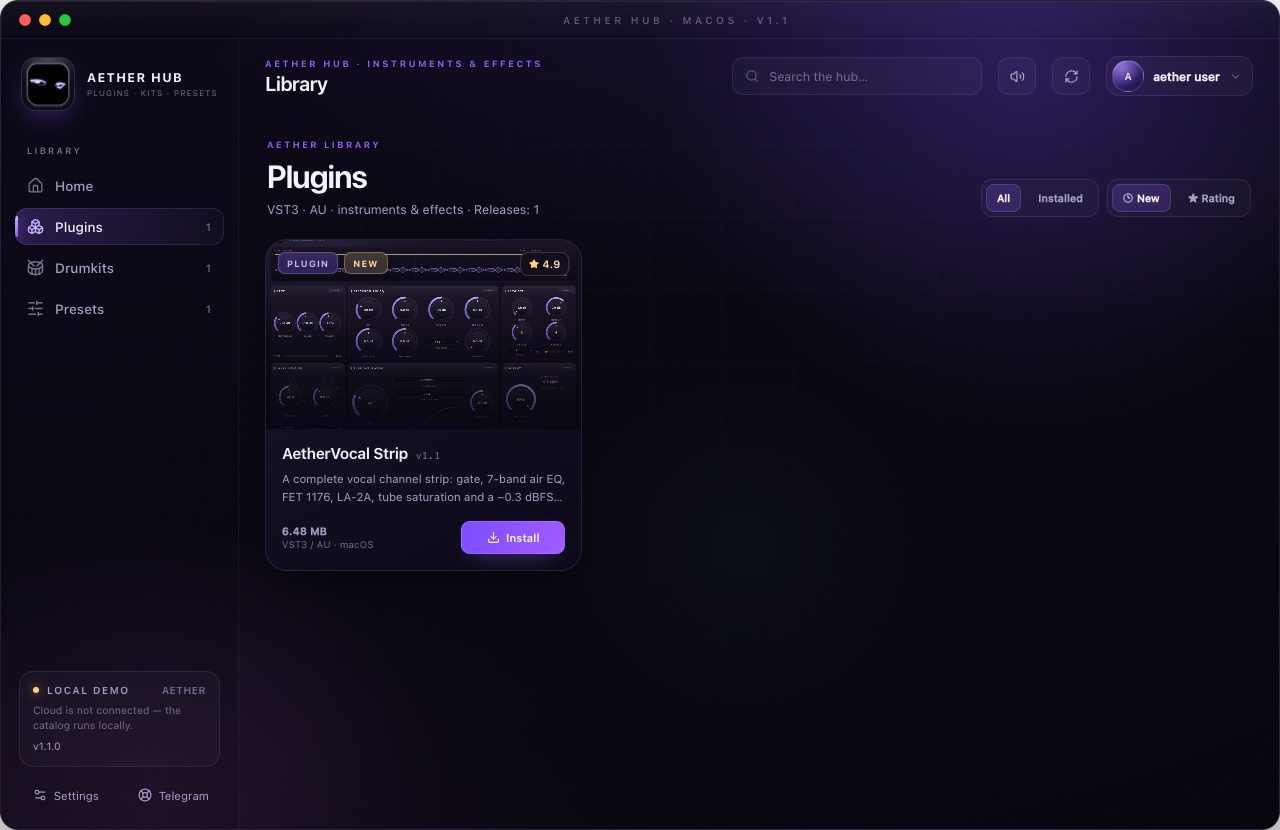 AETHER HUB · MACOS · V1.1
AETHER HUB
PLUGINS · KITS · PRESETS
AETHER HUB · INSTRUMENTS & EFFECTS
Library
Search the hub...
A
aether user
LIBRARY
Home
Plugins 1
Drumkits 1
Presets 1
AETHER LIBRARY
Plugins
VST3 · AU · instruments & effects · Releases: 1
All
Installed
New
Rating
PLUGIN
NEW
4.9
AetherVocal Strip v1.1
A complete vocal channel strip: gate, 7-band air EQ,
FET 1176, LA-2A, tube saturation and a −0.3 dBFS...
6.48 MB
VST3 / AU · macOS
Install
LOCAL DEMO AETHER
Cloud is not connected — the
catalog runs locally.
v1.1.0
Settings
Telegram